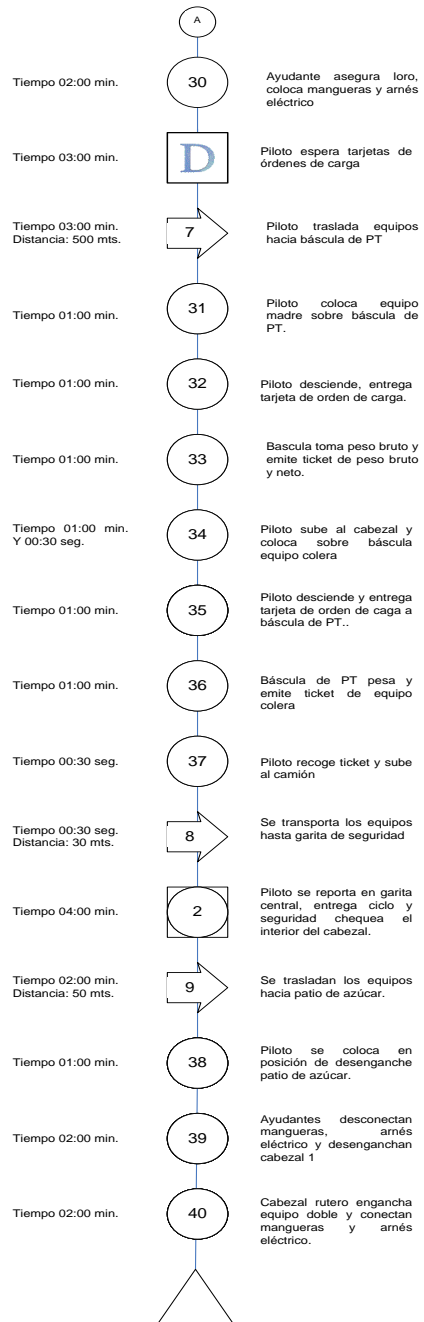 A
Tiempo 02:00 min.
30
Ayudante asegura loro,
coloca mangueras y arnés
eléctrico
Tiempo 03:00 min.
D
Piloto espera tarjetas de
órdenes de carga
Tiempo 03:00 min.
Distancia: 500 mts.
7
Piloto traslada equipos
hacia báscula de PT
Tiempo 01:00 min.
31
Piloto coloca equipo
madre sobre báscula de
PT.
Tiempo 01:00 min.
32
Piloto desciende, entrega
tarjeta de orden de carga.
Tiempo 01:00 min.
33
Bascula toma peso bruto y
emite ticket de peso bruto
y neto.
Tiempo 01:00 min.
Y 00:30 seg.
34
Piloto sube al cabezal y
coloca sobre báscula
equipo colera
Tiempo 01:00 min.
35
Piloto desciende y entrega
tarjeta de orden de caga a
báscula de PT..
Tiempo 01:00 min.
36
Báscula de PT pesa y
emite ticket de equipo
colera
Tiempo 00:30 seg.
37
Piloto recoge ticket y sube
al camión
Tiempo 00:30 seg.
Distancia: 30 mts.
8
Se transporta los equipos
hasta garita de seguridad
Tiempo 04:00 min.
2
Piloto se reporta en garita
central, entrega ciclo y
seguridad chequea el
interior del cabezal.
Tiempo 02:00 min.
Distancia: 50 mts.
9
Se trasladan los equipos
hacia patio de azúcar.
Tiempo 01:00 min.
38
Piloto se coloca en
posición de desenganche
patio de azúcar.
Tiempo 02:00 min.
39
Ayudantes desconectan
mangueras, arnés
eléctrico y desenganchan
cabezal 1
Tiempo 02:00 min.
40
Cabezal rutero engancha
equipo doble y conectan
mangueras y arnés
eléctrico.